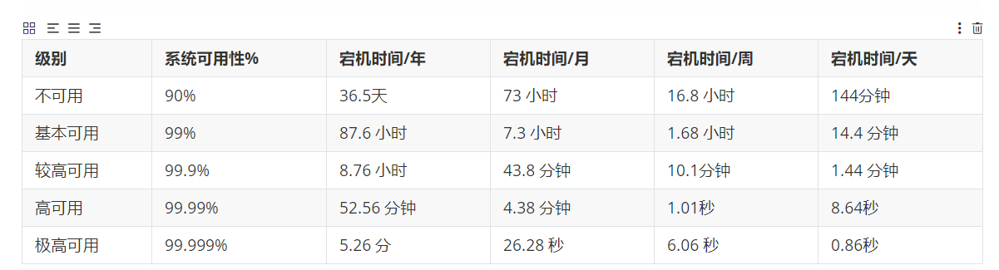 级别 系统可用性% 宕机时间/年 宕机时间/月 宕机时间/周 宕机时间/天
不可用 90% 36.5天 73 小时 16.8 小时 144分钟
基本可用 99% 87.6 小时 7.3 小时 1.68 小时 14.4 分钟
较高可用 99.9% 8.76 小时 43.8 分钟 10.1分钟 1.44 分钟
高可用 99.99% 52.56 分钟 4.38 分钟 1.01秒 8.64秒
极高可用 99.999% 5.26 分 26.28 秒 6.06 秒 0.86秒